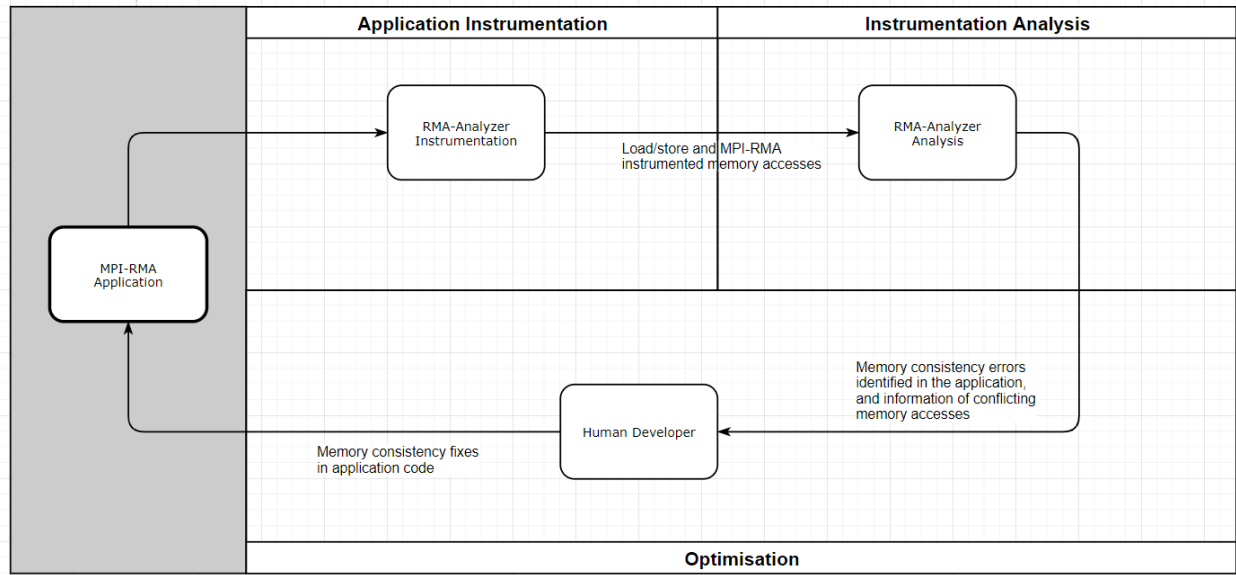 Application Instrumentation
Instrumentation Analysis
RMA-Analyzer
Instrumentation
Load/store and MPI-RMA
instrumented memory accesses
RMA-Analyzer
Analysis
MPI-RMA
Application
Memory consistency errors
identified in the application,
and information of conflicting
memory accesses
Human Developer
Memory consistency fixes
in application code
Optimisation